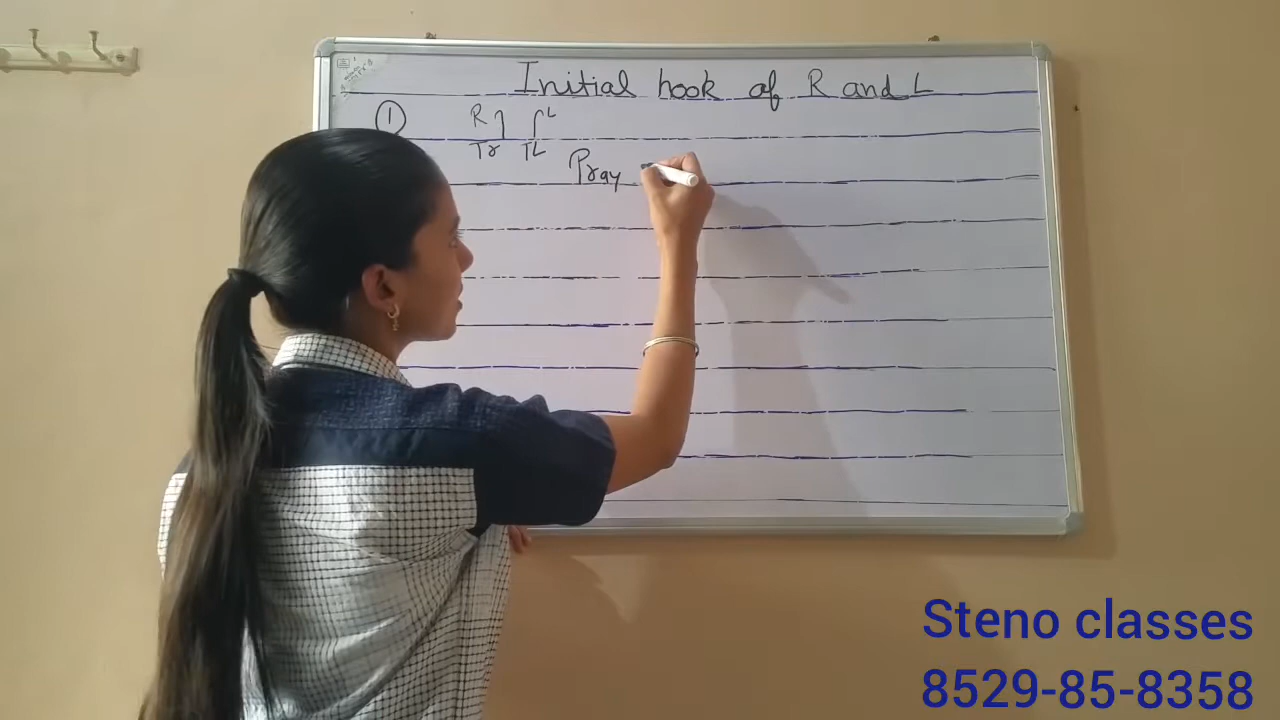 Initial hook of R and L
① R L
Tr TL
Pray
Steno classes
8529-85-8358